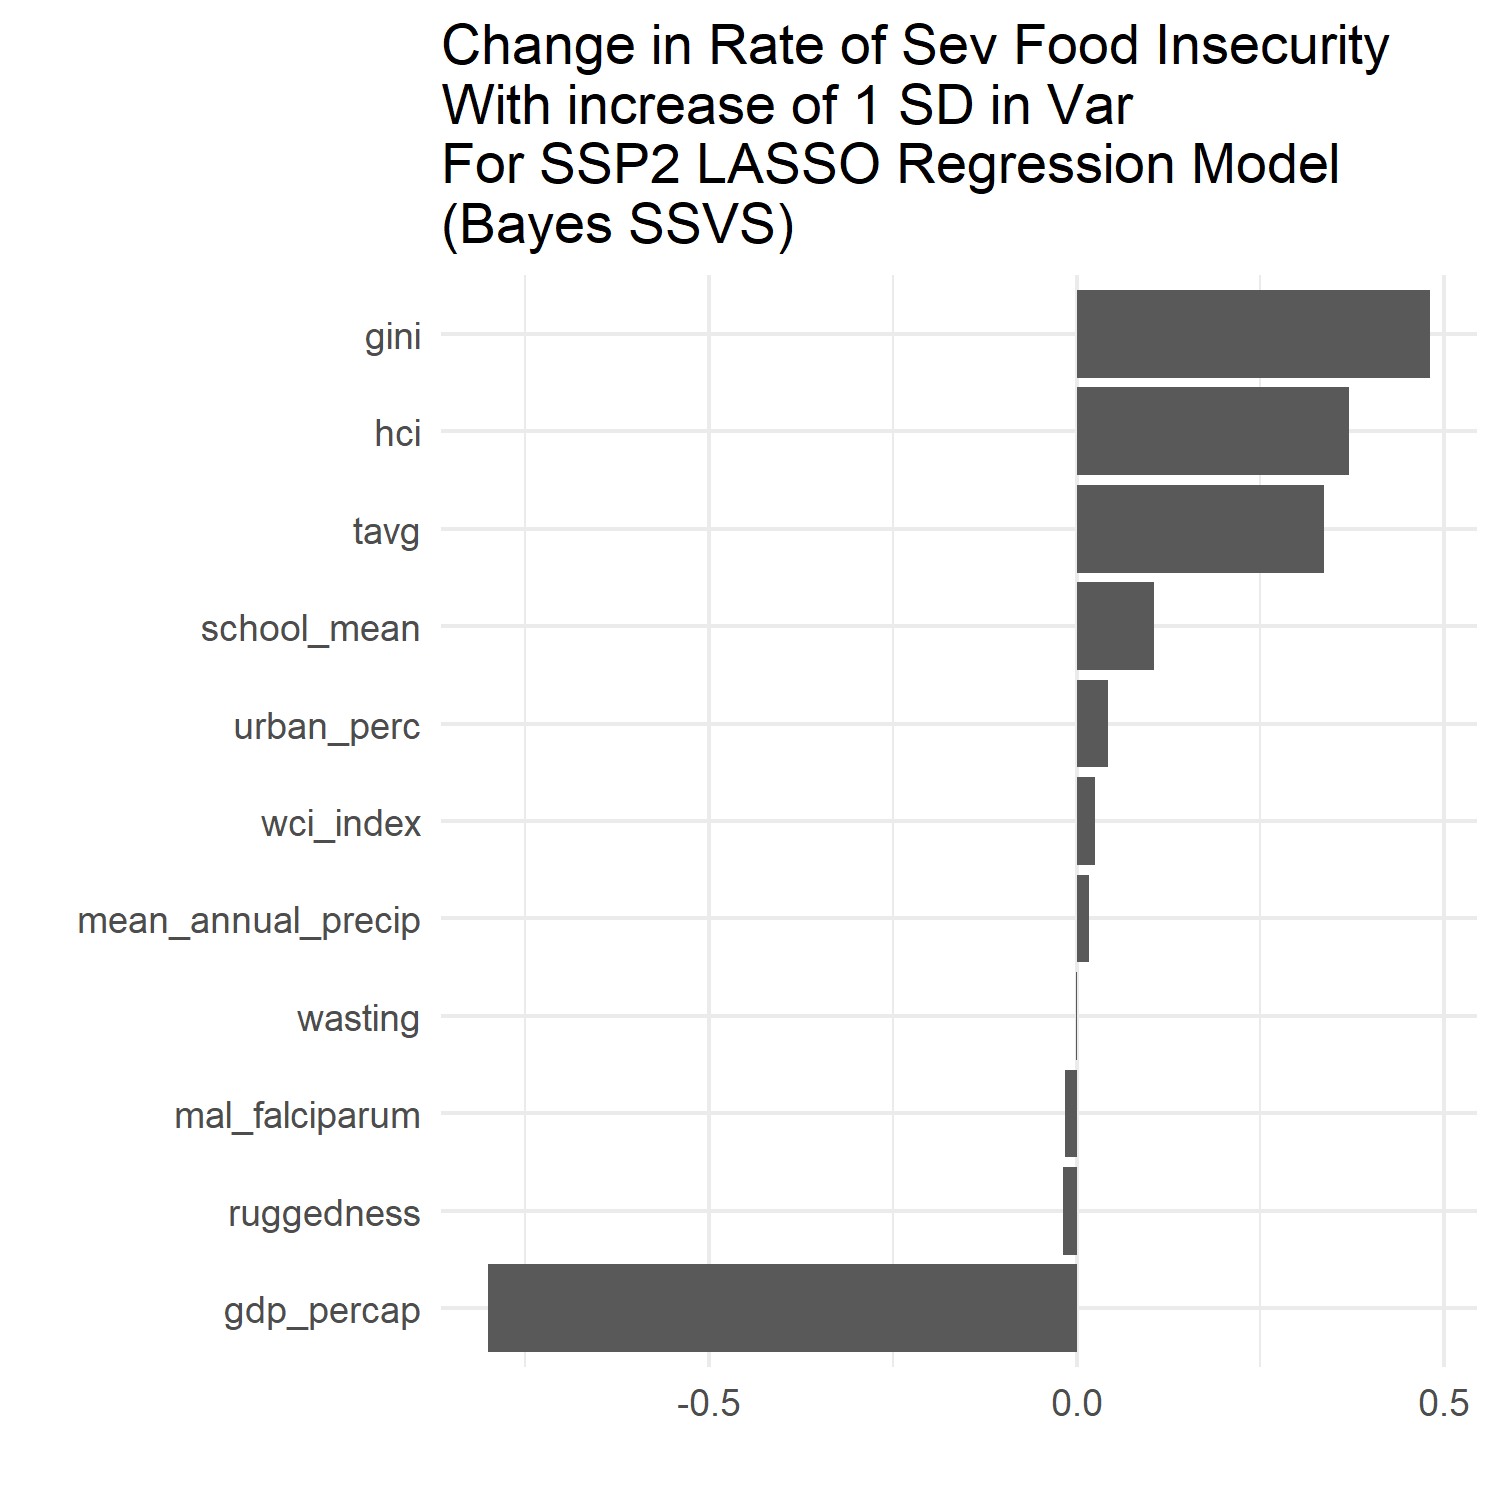 Change in Rate of Sev Food Insecurity
With increase of 1 SD in Var
For SSP2 LASSO Regression Model
(Bayes SSVS)
gini
hci
tavg
school_mean
urban_perc
wci_index
mean_annual_precip
wasting
mal_falciparum
ruggedness
gdp_percap
-0.5 0.0 0.5